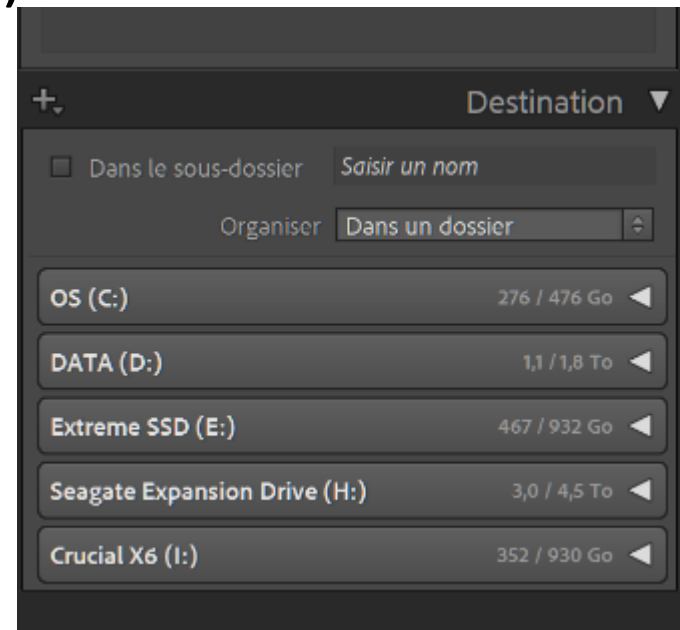 Destination
Dans le sous-dossier Saisir un nom
Organiser Dans un dossier
OS (C:) 276 / 476 Go
DATA (D:) 1,1 / 1,8 To
Extreme SSD (E:) 467 / 932 Go
Seagate Expansion Drive (H:) 3,0 / 4,5 To
Crucial X6 (I:) 352 / 930 Go